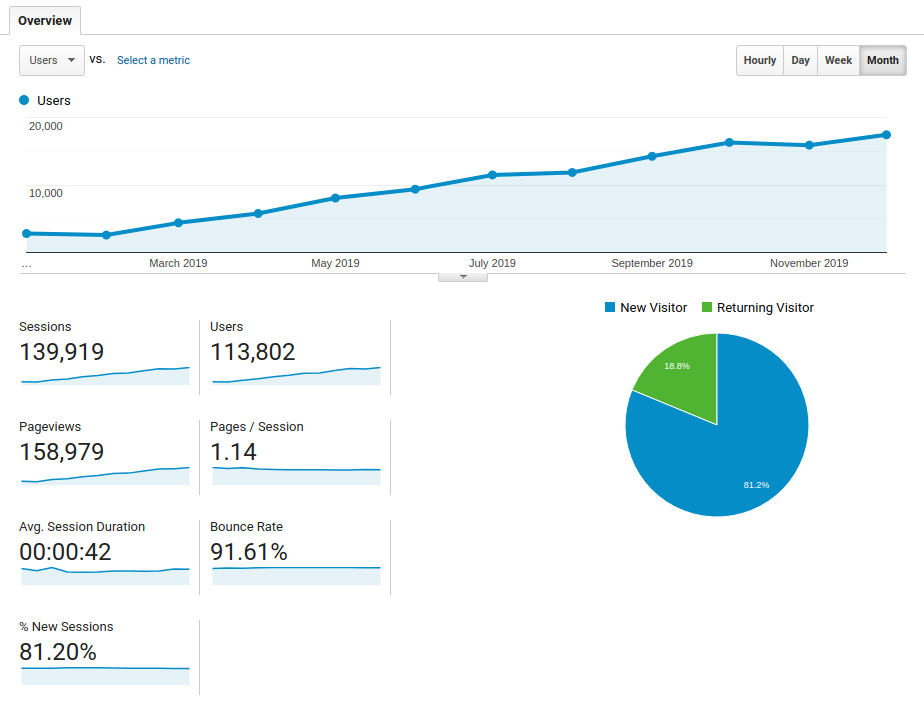 Overview
Users vs. Select a metric Hourly Day Week Month
Users
20,000
10,000
... March 2019 May 2019 July 2019 September 2019 November 2019
New Visitor Returning Visitor
Sessions
139,919
Users
113,802
Pageviews
158,979
Pages / Session
1.14
Avg. Session Duration
00:00:42
Bounce Rate
91.61%
% New Sessions
81.20%
18.8%
81.2%